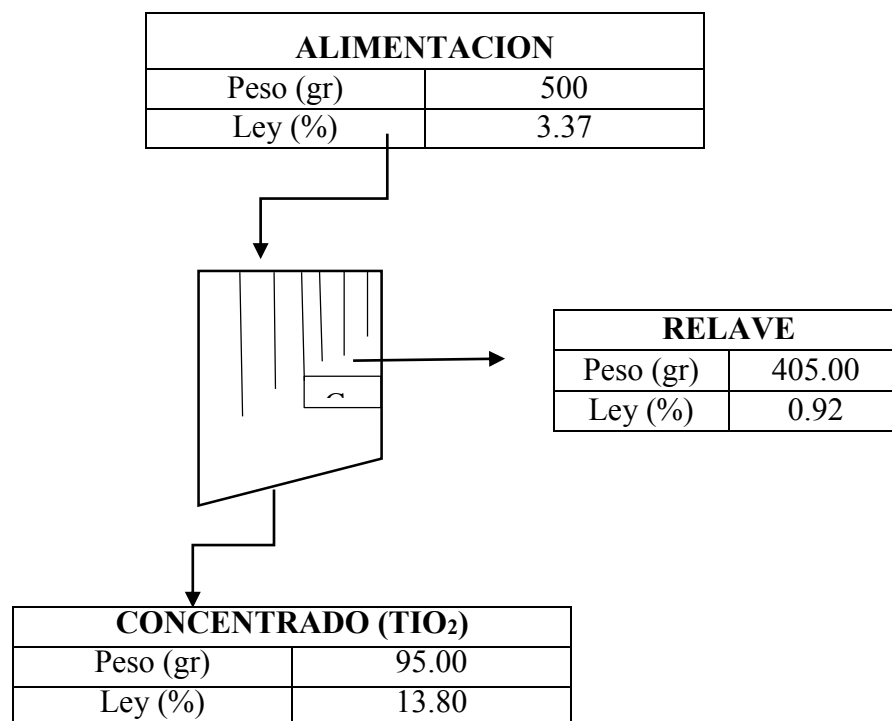 ALIMENTACION
Peso (gr) 500
Ley (%) 3.37
RELAVE
Peso (gr) 405.00
Ley (%) 0.92
CONCENTRADO (TIO₂)
Peso (gr) 95.00
Ley (%) 13.80